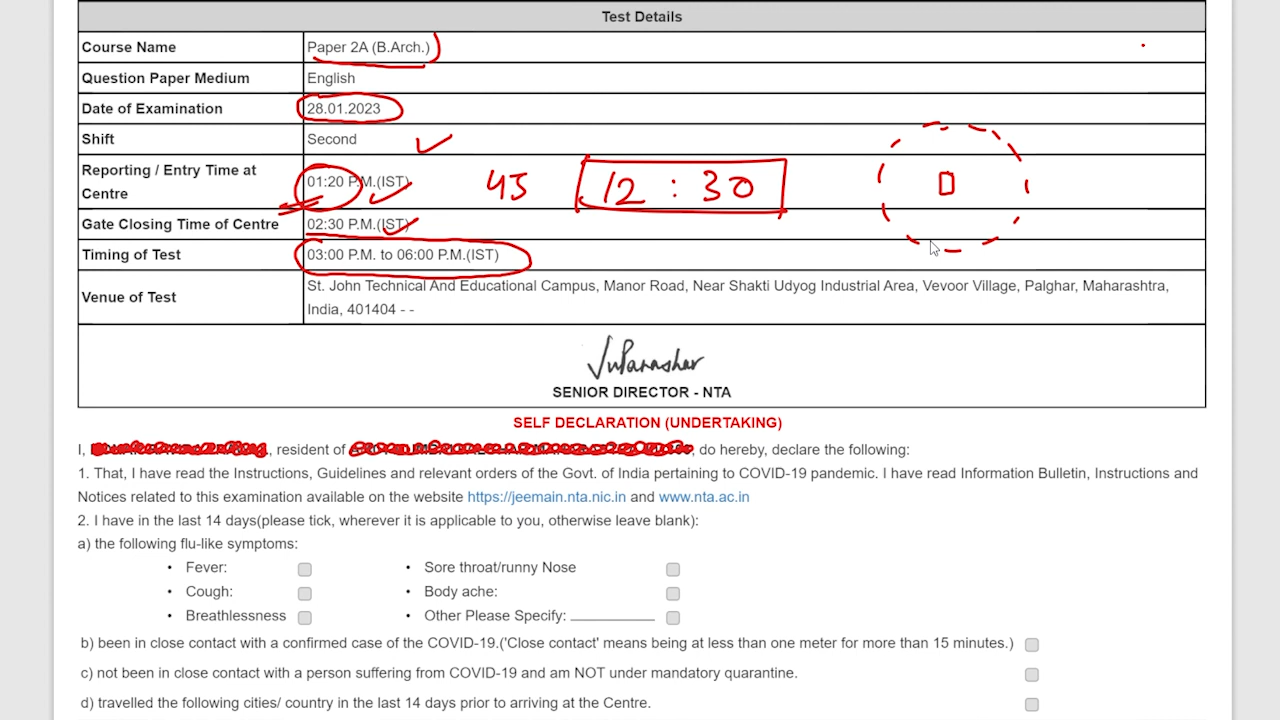 Test Details
Course Name Paper 2A (B.Arch.)
Question Paper Medium English
Date of Examination 28.01.2023
Shift Second
Reporting / Entry Time at Centre 01:20 P.M.(IST) 45 12 : 30
Gate Closing Time of Centre 02:30 P.M.(IST)
Timing of Test 03:00 P.M. to 06:00 P.M.(IST)
Venue of Test St. John Technical And Educational Campus, Manor Road, Near Shakti Udyog Industrial Area, Vevoor Village, Palghar, Maharashtra,
India, 401404 - -
SENIOR DIRECTOR - NTA
SELF DECLARATION (UNDERTAKING)
I, , resident of , do hereby, declare the following:
1. That, I have read the Instructions, Guidelines and relevant orders of the Govt. of India pertaining to COVID-19 pandemic. I have read Information Bulletin, Instructions and
Notices related to this examination available on the website https://jeemain.nta.nic.in and www.nta.ac.in
2. I have in the last 14 days(please tick, wherever it is applicable to you, otherwise leave blank):
a) the following flu-like symptoms:
• Fever: • Sore throat/runny Nose
• Cough: • Body ache:
• Breathlessness • Other Please Specify: __________
b) been in close contact with a confirmed case of the COVID-19.('Close contact' means being at less than one meter for more than 15 minutes.)
c) not been in close contact with a person suffering from COVID-19 and am NOT under mandatory quarantine.
d) travelled the following cities/ country in the last 14 days prior to arriving at the Centre.